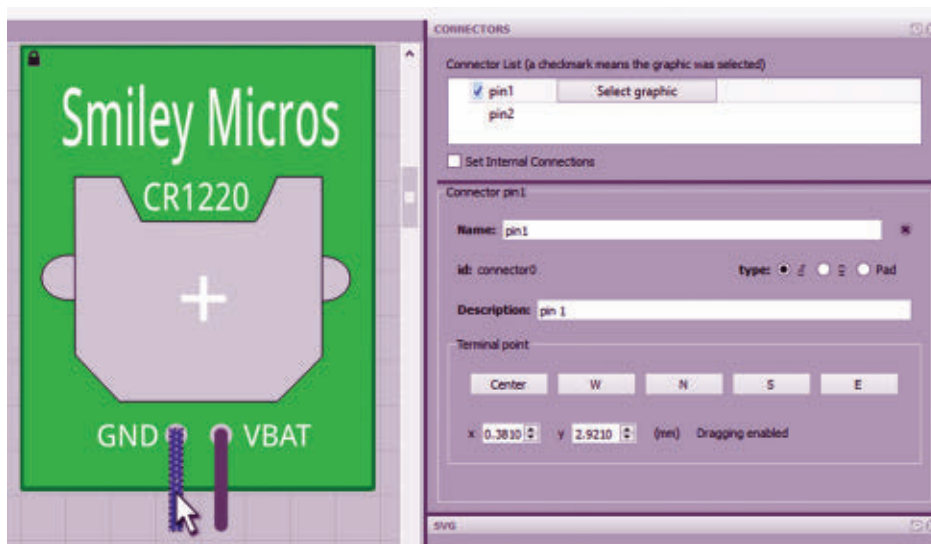 Smiley Micros
CR1220
GND
VBAT
CONNECTORS
Connector List (a checkmark means the graphic was selected)
pin1 Select graphic
pin2
Set Internal Connections
Connector pin1
Name: pin1
id: connector0 type: Pad
Description: pin 1
Terminal point
Center W N S E
x 0.3810 y 2.9210 (mm) Dragging enabled
SVG